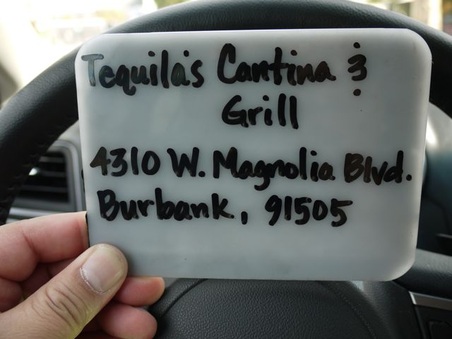 Tequila's Cantina &
Grill
4310 W. Magnolia Blvd.
Burbank, 91505